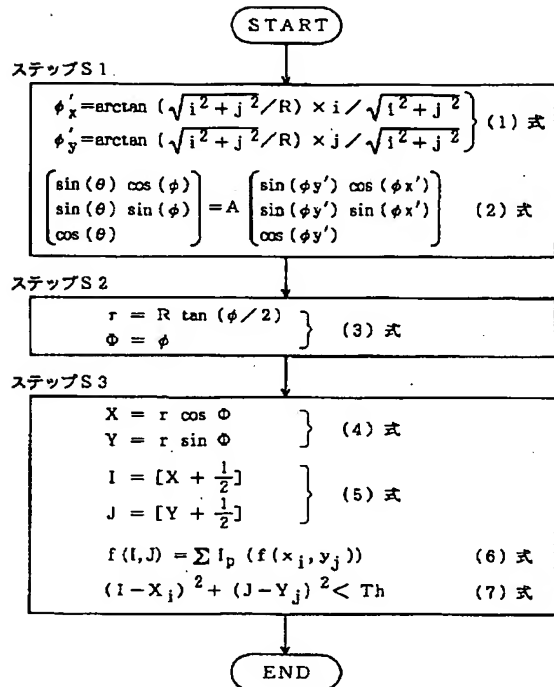 START
ステップS1
φ'x=arctan (√i²+j²/R) × i/√i²+j²
φ'y=arctan (√i²+j²/R) × j/√i²+j²
(1) 式
sin(θ) cos(φ)
sin(θ) sin(φ)
cos(θ)
=A
sin(φy') cos(φx')
sin(φy') sin(φx')
cos(φy')
(2) 式
ステップS2
r = R tan (φ/2)
Φ = φ
(3) 式
ステップS3
X = r cos Φ
Y = r sin Φ
(4) 式
I = [X + 1/2]
J = [Y + 1/2]
(5) 式
f(I,J) = Σ Ip (f(xi,yj)) (6) 式
(I-Xi)² + (J-Yj)² < Th (7) 式
END